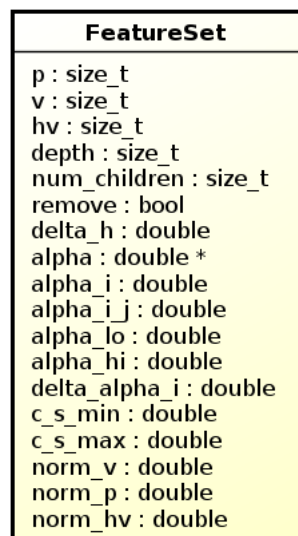 FeatureSet
p : size_t
v : size_t
hv : size_t
depth : size_t
num_children : size_t
remove : bool
delta_h : double
alpha : double *
alpha_i : double
alpha_i_j : double
alpha_lo : double
alpha_hi : double
delta_alpha_i : double
c_s_min : double
c_s_max : double
norm_v : double
norm_p : double
norm_hv : double